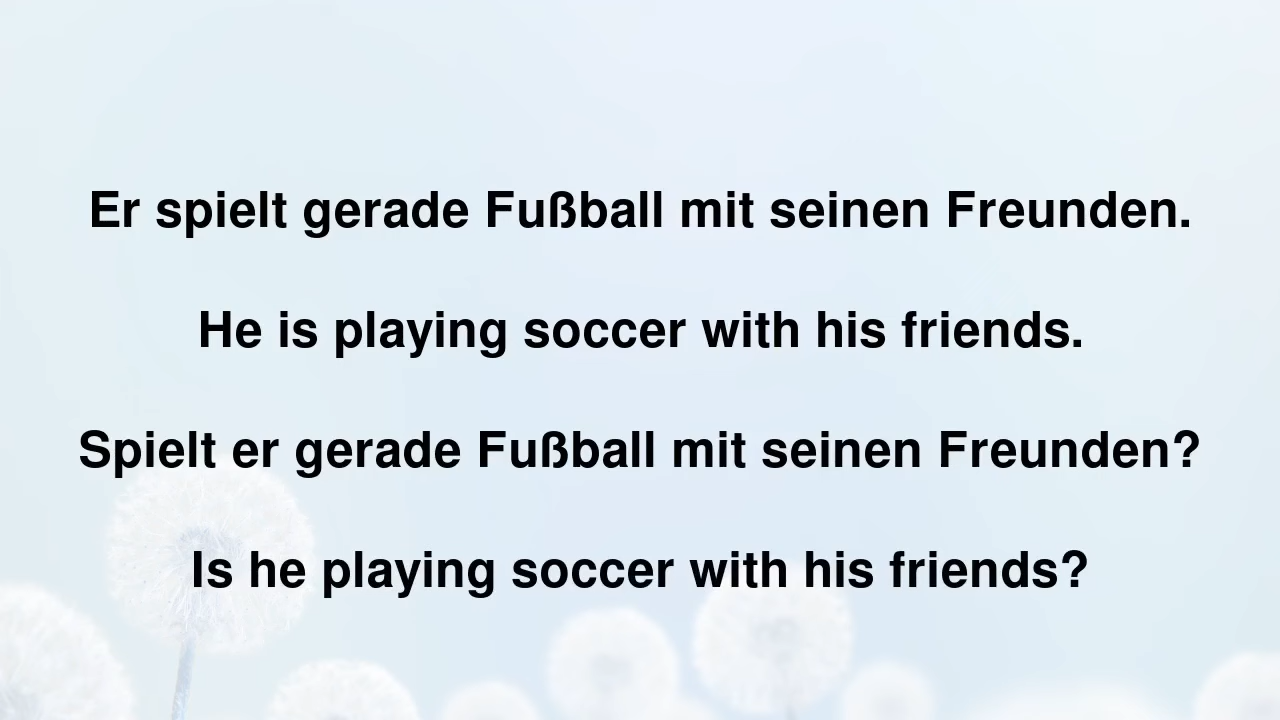 Er spielt gerade Fußball mit seinen Freunden.
He is playing soccer with his friends.
Spielt er gerade Fußball mit seinen Freunden?
Is he playing soccer with his friends?